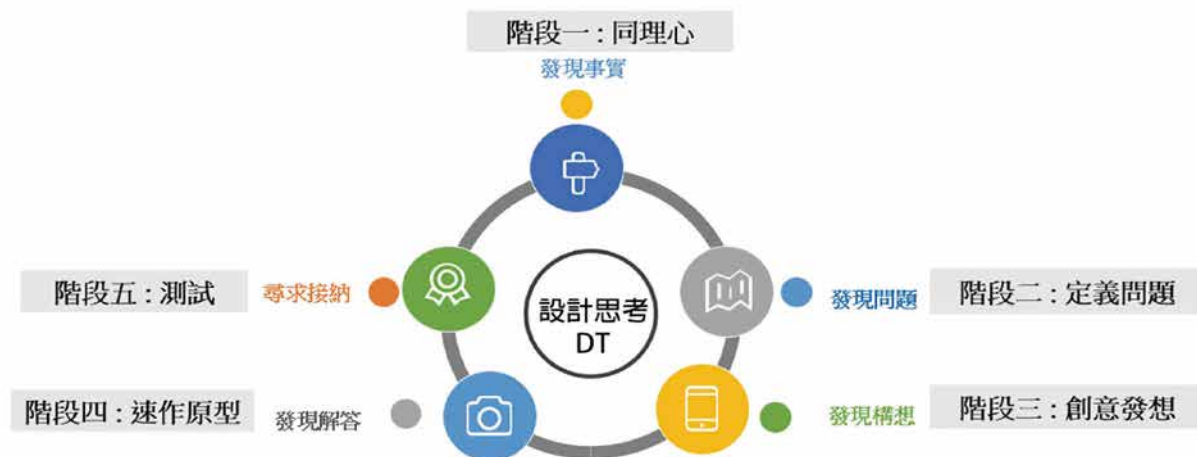 階段一 : 同理心
發現事實
階段五 : 測試
尋求接納
設計思考
DT
發現問題
階段二 : 定義問題
階段四 : 速作原型
發現解答
發現構想
階段三 : 創意發想